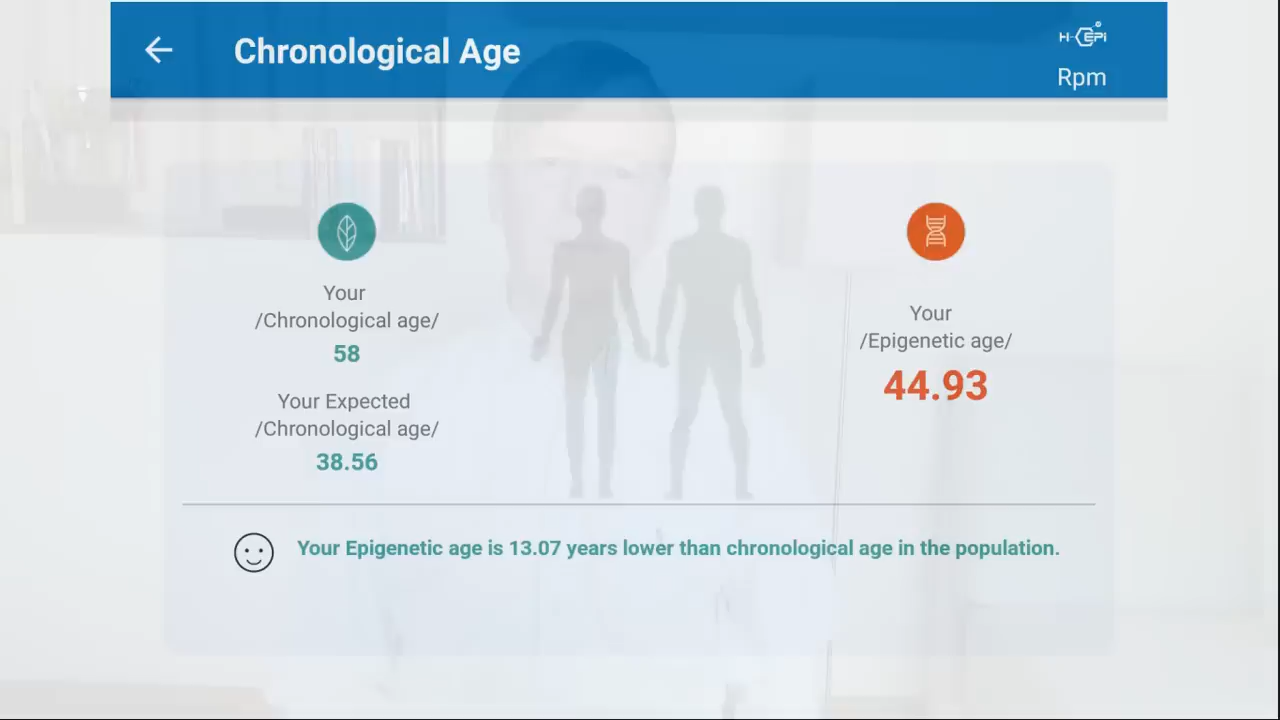 Chronological Age
H-EPI
Rpm
Your
/Chronological age/
58
Your Expected
/Chronological age/
38.56
Your
/Epigenetic age/
44.93
Your Epigenetic age is 13.07 years lower than chronological age in the population.